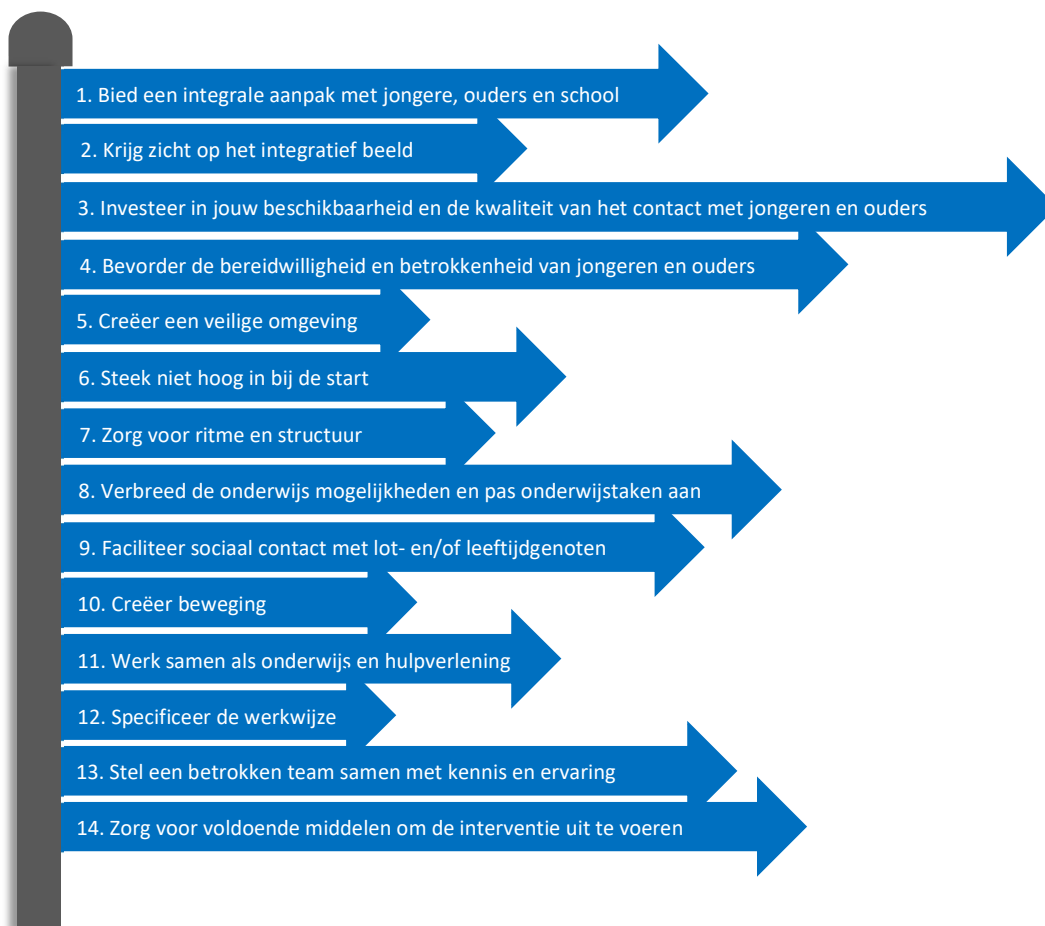 1. Bied een integrale aanpak met jongere, ouders en school
2. Krijg zicht op het integratief beeld
3. Investeer in jouw beschikbaarheid en de kwaliteit van het contact met jongeren en ouders
4. Bevorder de bereidwilligheid en betrokkenheid van jongeren en ouders
5. Creëer een veilige omgeving
6. Steek niet hoog in bij de start
7. Zorg voor ritme en structuur
8. Verbreed de onderwijs mogelijkheden en pas onderwijstaken aan
9. Faciliteer sociaal contact met lot- en/of leeftijdgenoten
10. Creëer beweging
11. Werk samen als onderwijs en hulpverlening
12. Specificeer de werkwijze
13. Stel een betrokken team samen met kennis en ervaring
14. Zorg voor voldoende middelen om de interventie uit te voeren